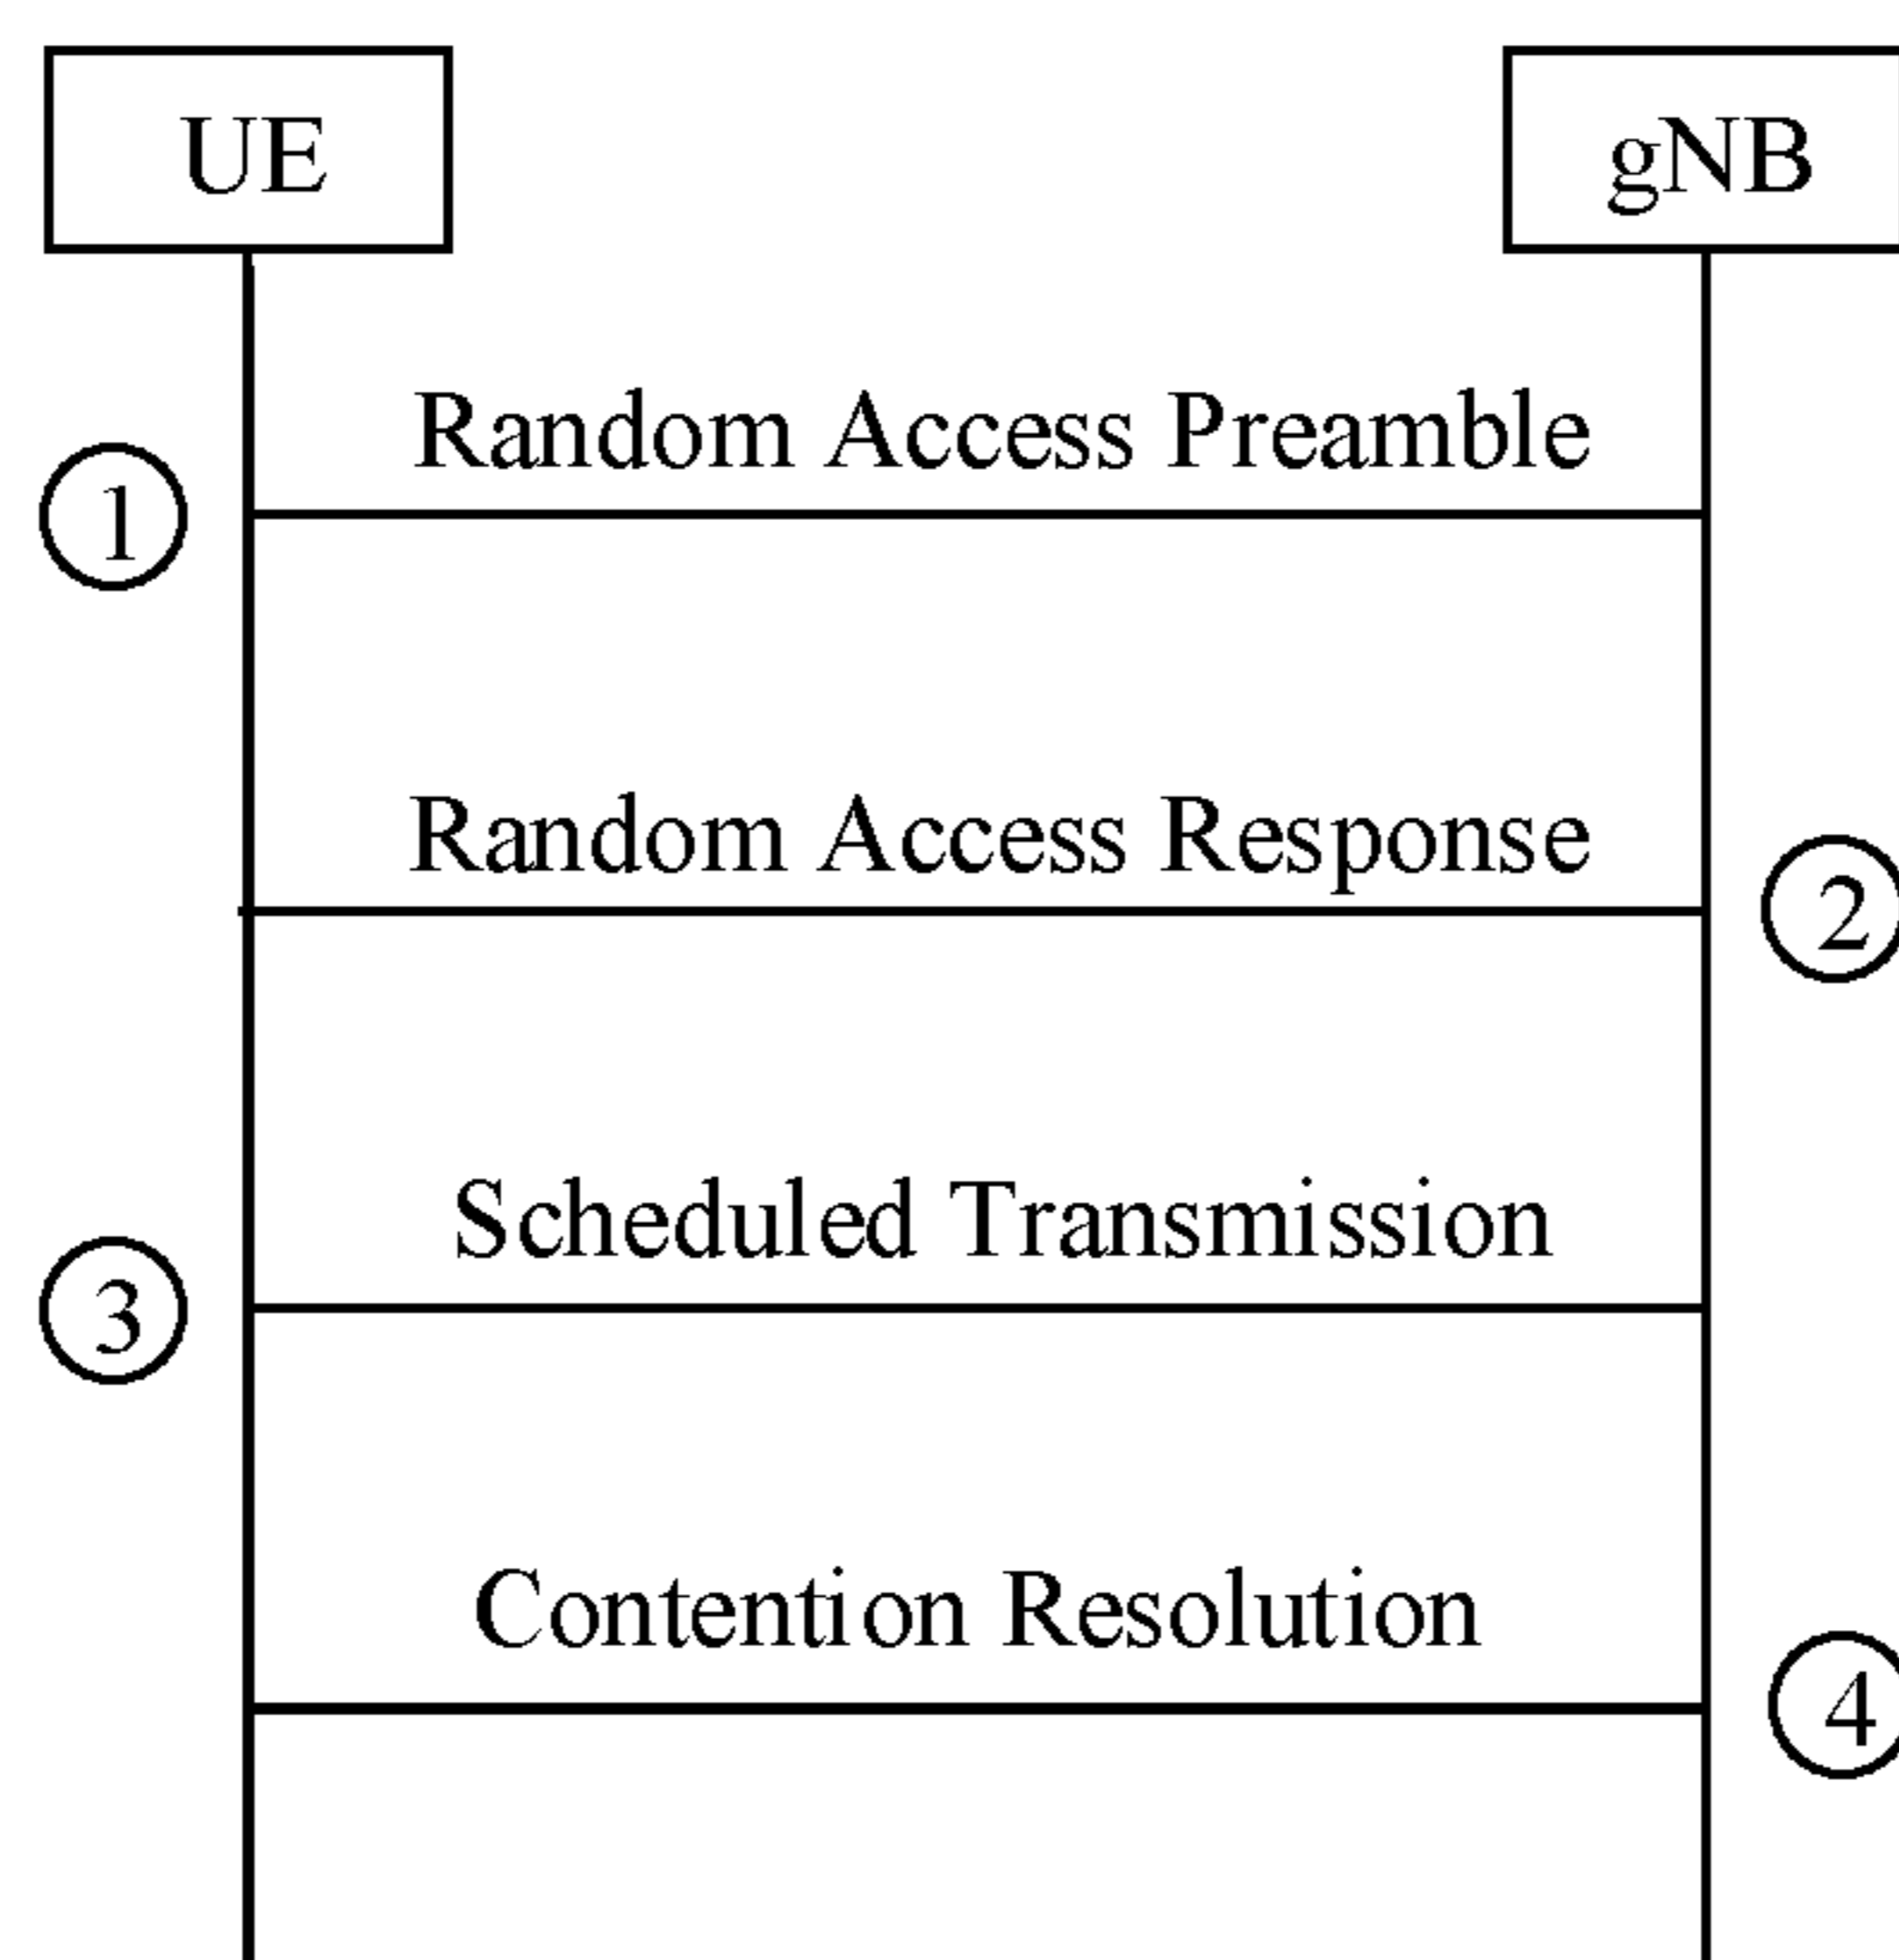 UE
gNB
Random Access Preamble
1
Random Access Response
2
Scheduled Transmission
3
Contention Resolution
4